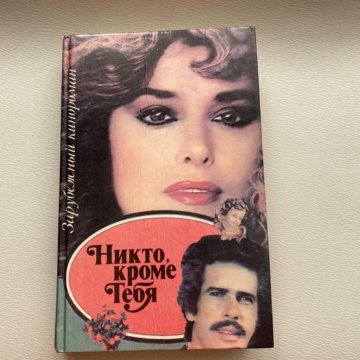 Зарубежный кинороман
Никто,
кроме
Тебя